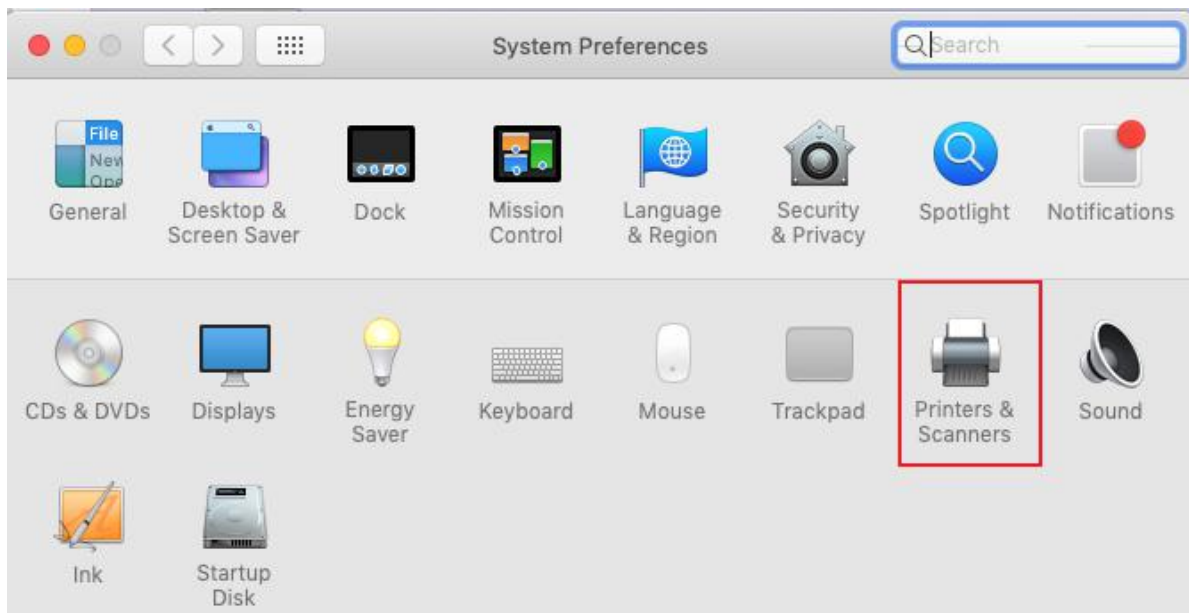 System Preferences
Search
File
New
Ope
General
Desktop &
Screen Saver
Dock
Mission
Control
Language
& Region
Security
& Privacy
Spotlight
Notifications
CDs & DVDs
Displays
Energy
Saver
Keyboard
Mouse
Trackpad
Printers &
Scanners
Sound
Ink
Startup
Disk